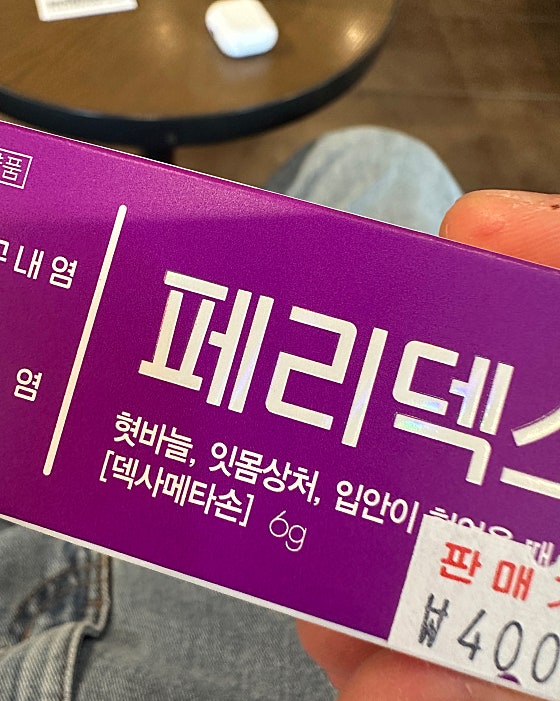 품
내염
염
페리덱
혓바늘, 잇몸상처, 입안이
[덱사메타손] 6g
판매
₩400